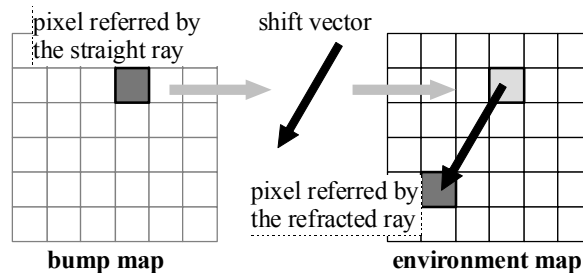 pixel referred by
the straight ray
shift vector
pixel referred by
the refracted ray
bump map
environment map